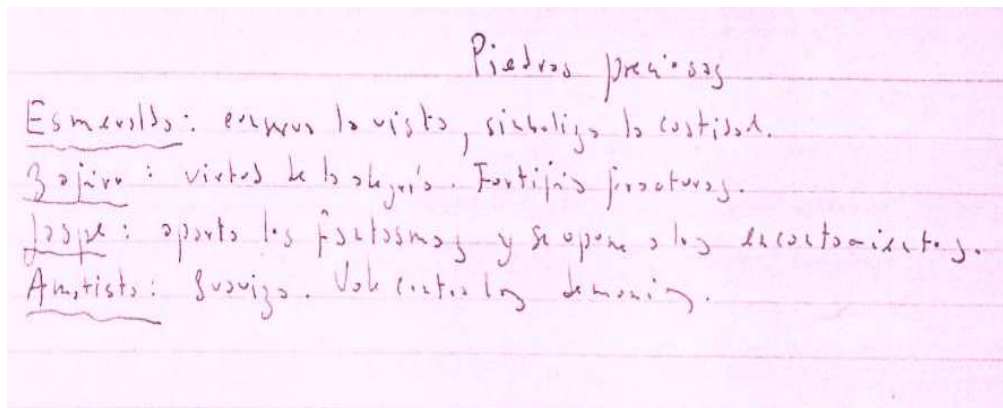 Piedras preciosas
Esmeralda: conserva la vista, simboliza la castidad.
Zafiro: virtud de la alegría. Fortifica fracturas.
Jaspe: aparta los fantasmas y se opone a los encantamientos.
Amatista: Suaviza. Vale contra los demonios.